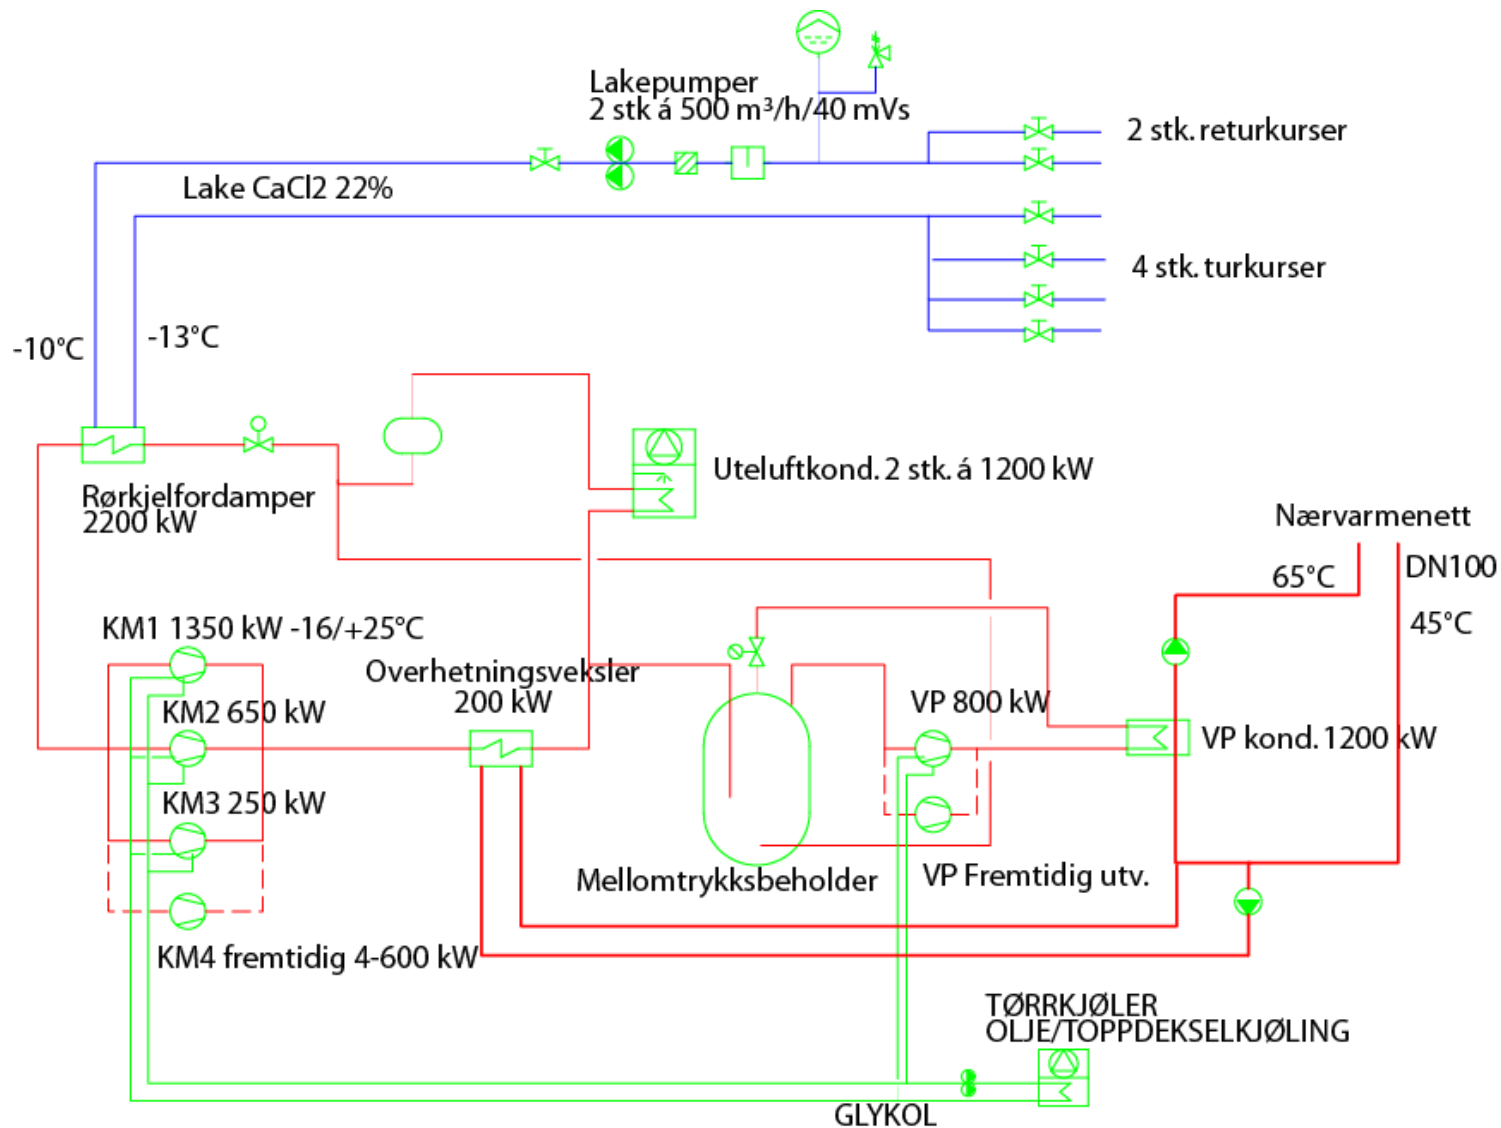 Lakepumper
2 stk á 500 m³/h/40 mVs
2 stk. returkurser
Lake CaCl2 22%
4 stk. turkurser
-10°C
-13°C
Uteluftkond. 2 stk. á 1200 kW
Rørkjelfordamper
2200 kW
Nærvarmenett
65°C
DN100
45°C
KM1 1350 kW -16/+25°C
Overhetningsveksler
200 kW
KM2 650 kW
VP 800 kW
VP kond. 1200 kW
KM3 250 kW
Mellomtrykksbeholder
VP Fremtidig utv.
KM4 fremtidig 4-600 kW
TØRRKJØLER
OLJE/TOPPDEKSELKJØLING
GLYKOL